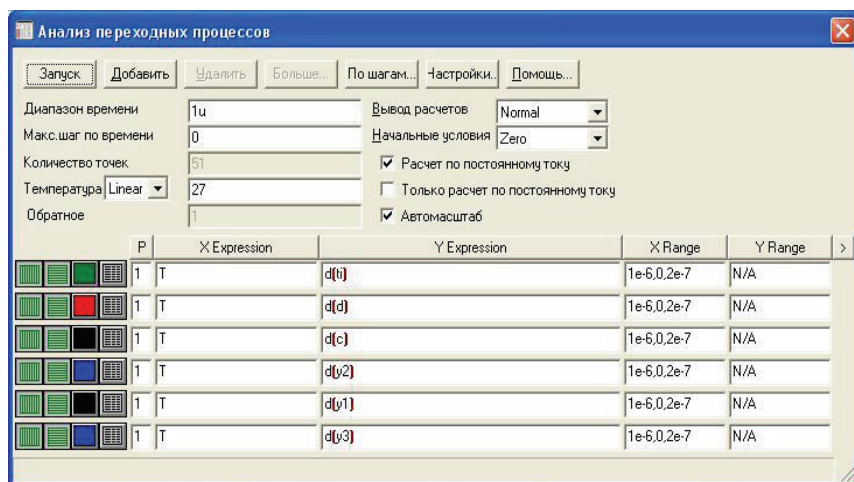 Анализ переходных процессов
Запуск Добавить Удалить Больше... По шагам... Настройки.. Помощь...
Диапазон времени 1u Вывод расчетов Normal
Макс.шаг по времени 0 Начальные условия Zero
Количество точек 51 Расчет по постоянному току
Температура Linear 27 Только расчет по постоянному току
Обратное 1 Автомасштаб
P X Expression Y Expression X Range Y Range >
1 T d(ti) 1e-6,0,2e-7 N/A
1 T d(d) 1e-6,0,2e-7 N/A
1 T d(c) 1e-6,0,2e-7 N/A
1 T d(y2) 1e-6,0,2e-7 N/A
1 T d(y1) 1e-6,0,2e-7 N/A
1 T d(y3) 1e-6,0,2e-7 N/A